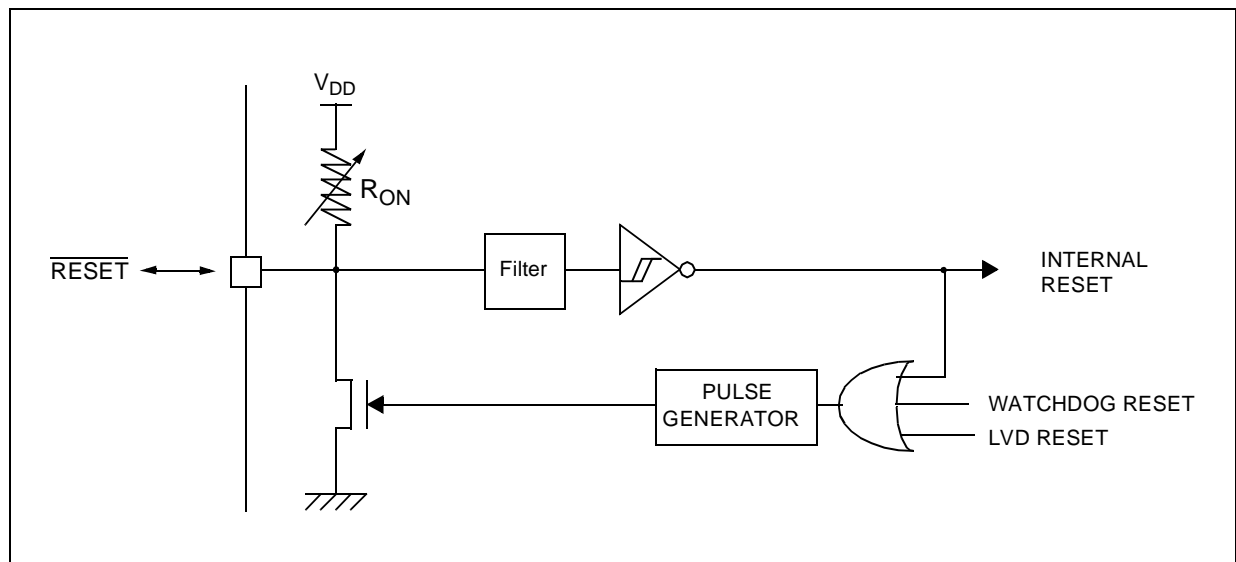 VDD
RON
RESET
Filter
INTERNAL
RESET
PULSE
GENERATOR
WATCHDOG RESET
LVD RESET